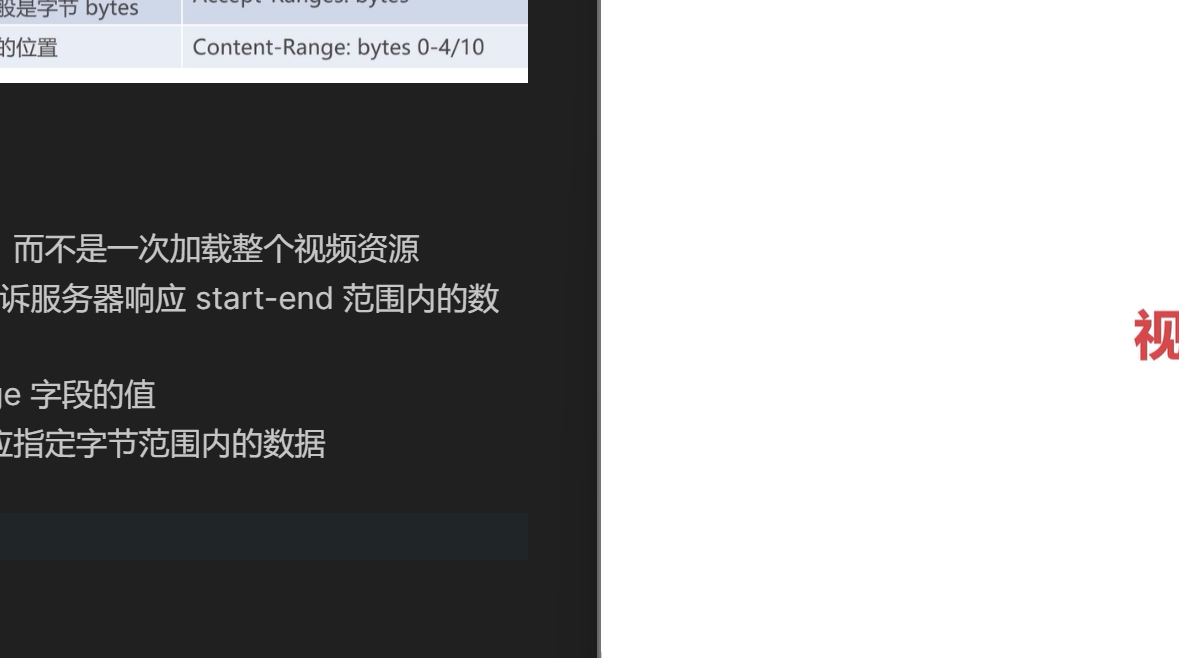 般是字节 bytes
Accept-Ranges: bytes
的位置
Content-Range: bytes 0-4/10
而不是一次加载整个视频资源
诉服务器响应 start-end 范围内的数
ge 字段的值
应指定字节范围内的数据
视